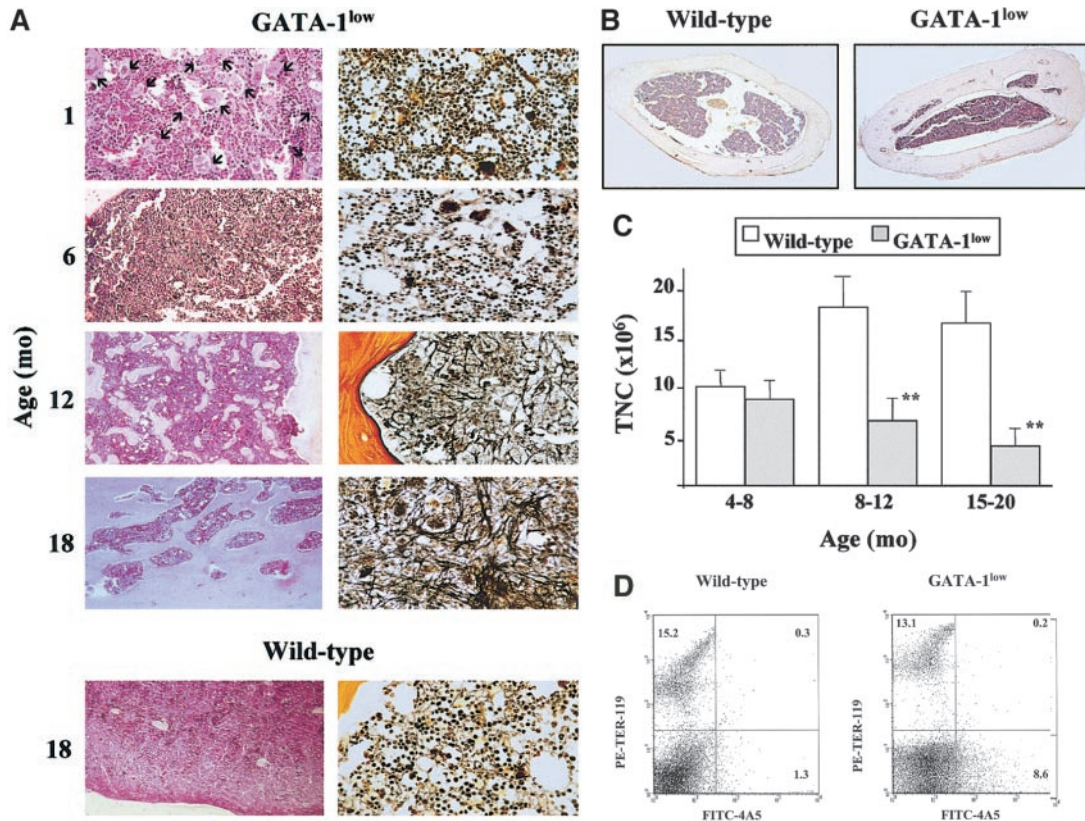 A
GATA-1low
1
6
12
18
Age (mo)
Wild-type
18
B
Wild-type
GATA-1low
C
Wild-type
GATA-1low
TNC (x10⁶)
20
15
10
5
**
**
4-8
8-12
15-20
Age (mo)
D
Wild-type
GATA-1low
15.2
0.3
1.3
13.1
0.2
8.6
PE-TER-119
PE-TER-119
FITC-4A5
FITC-4A5